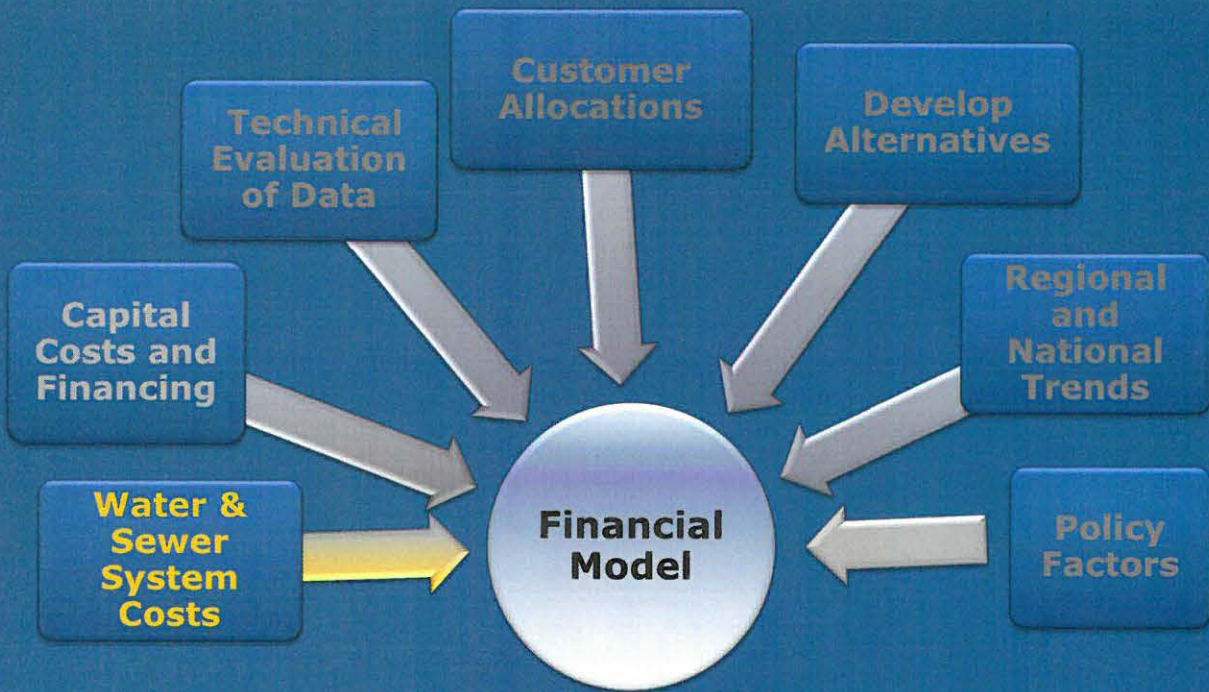 Customer
Allocations
Technical
Evaluation
of Data
Develop
Alternatives
Capital
Costs and
Financing
Regional
and
National
Trends
Water &
Sewer
System
Costs
Financial
Model
Policy
Factors